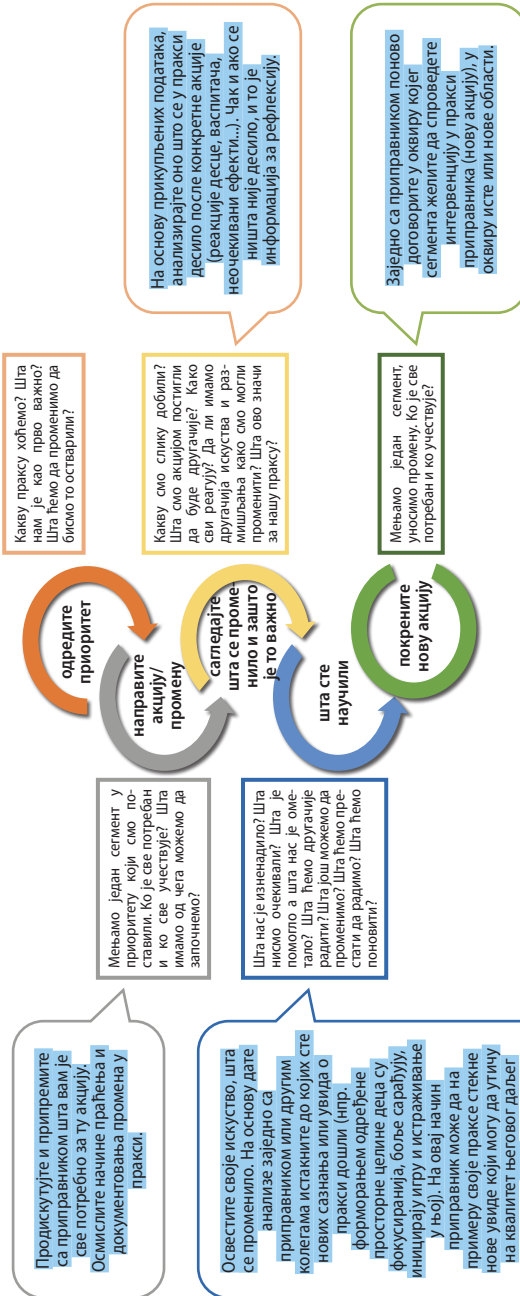 одредите
приоритет
Какву праксу хоћемо? Шта
нам је као прво важно?
Шта ћемо да променимо да
бисмо то остварили?
направите
акцију/
промену
Мењамо један сегмент у
приоритету који смо по-
ставили. Ко је све потребан
и ко све учествује? Шта
имамо од чега можемо да
започнемо?
Продискутујте и припремите
са приправником шта вам је
све потребно за ту акцију.
Осмислите начине праћења и
документовања промена у
пракси.
сагледајте
шта се проме-
нило и зашто
је то важно
Какву смо слику добили?
Шта смо акцијом постигли
да буде другачије? Како
сви реагују? Да ли имамо
другачија искуства и раз-
мишљања како смо могли
променити? Шта ово значи
за нашу праксу?
На основу прикупљених података,
анализирајте оно што се у пракси
десило после конкретне акције
(реакције десце, васпитача,
неочекивани ефекти...). Чак и ако се
ништа није десило, и то је
информација за рефлексију.
шта сте
научили
Шта нас је изненадило? Шта
нисмо очекивали? Шта је
помогло а шта нас је оме-
тало? Шта ћемо другачије
радити? Шта још можемо да
променимо? Шта ћемо пре-
стати да радимо? Шта ћемо
поновити?
Освестите своје искуство, шта
се променило. На основу дате
анализе заједно са
приправником или другим
колегама истакните до којих сте
нових сазнања или увида о
пракси дошли (нпр.
форморањем одређене
просторне целине деца су
фокусиранија, боље сарађују,
иницирају игру и истраживање
у њој). На овај начин
приправник може да на
примеру своје праксе стекне
нове увиде који могу да утичу
на квалитет његовог даљег
покрените
нову акцију
Мењамо један сегмент,
уносимо промену. Ко је све
потребан и ко учествује?
Заједно са приправником поново
договорите у оквиру којег
сегмента желите да спроведете
интервенцију у пракси
приправника (нову акцију), у
оквиру исте или нове области.